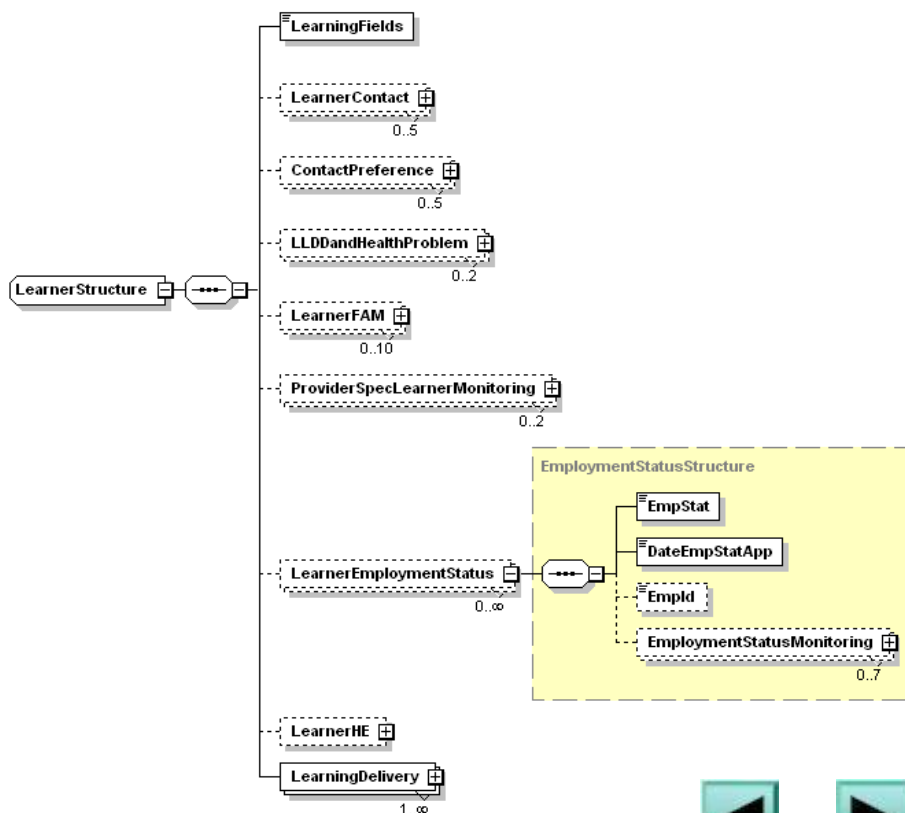 LearningFields
LearnerContact
0..5
ContactPreference
0..5
LLDDandHealthProblem
0..2
LearnerStructure
LearnerFAM
0..10
ProviderSpecLearnerMonitoring
0..2
EmploymentStatusStructure
EmpStat
DateEmpStatApp
LearnerEmploymentStatus
0..∞
EmpId
EmploymentStatusMonitoring
0..7
LearnerHE
LearningDelivery
1..∞